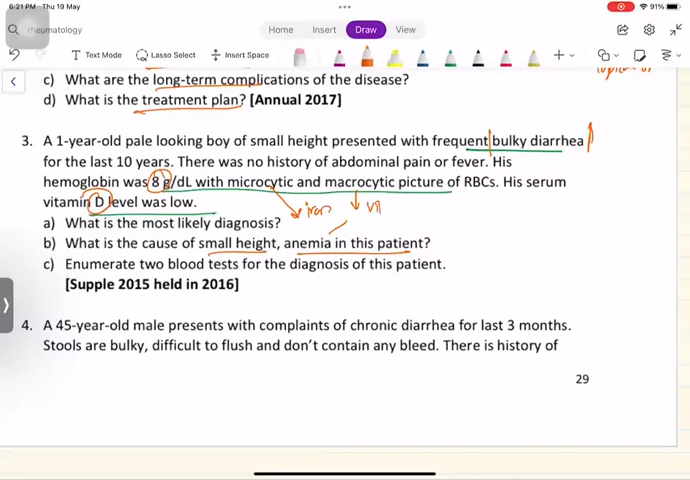 6:21 PM Thu 19 May
91%
rheumatology
Home Insert Draw View
Text Mode Lasso Select Insert Space
c) What are the long-term complications of the disease?
d) What is the treatment plan? [Annual 2017]
3. A 1-year-old pale looking boy of small height presented with frequent bulky diarrhea
for the last 10 years. There was no history of abdominal pain or fever. His
hemoglobin was 8 g/dL with microcytic and macrocytic picture of RBCs. His serum
vitamin D level was low.
iron
a) What is the most likely diagnosis?
b) What is the cause of small height, anemia in this patient?
c) Enumerate two blood tests for the diagnosis of this patient.
[Supple 2015 held in 2016]
4. A 45-year-old male presents with complaints of chronic diarrhea for last 3 months.
Stools are bulky, difficult to flush and don't contain any bleed. There is history of
29